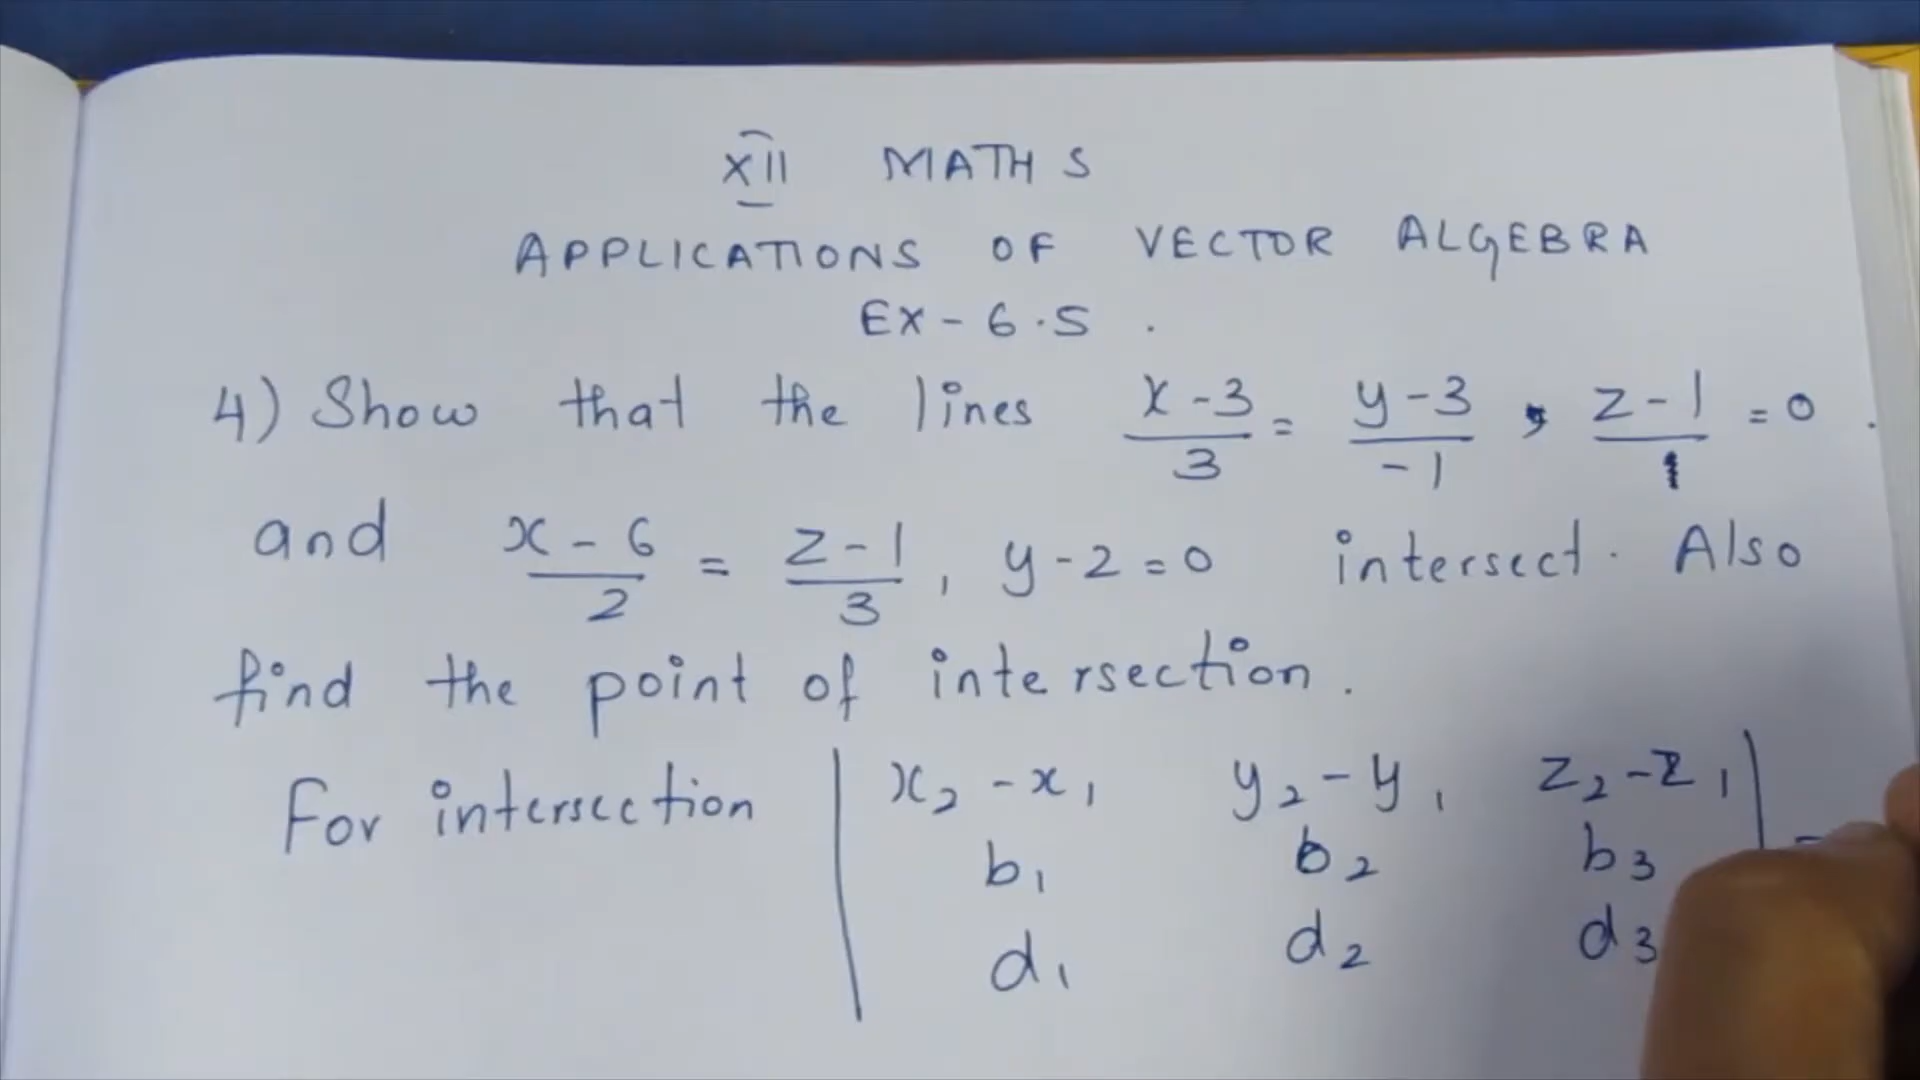 XII MATHS
APPLICATIONS OF VECTOR ALGEBRA
EX - 6.5 .
4) Show that the lines (x-3)/3 = (y-3)/-1 , (z-1)/1 = 0 .
and (x-6)/2 = (z-1)/3 , y-2=0 intersect. Also
find the point of intersection.
For intersection | x₂-x₁ y₂-y₁ z₂-z₁ | =
b₁ b₂ b₃
d₁ d₂ d₃